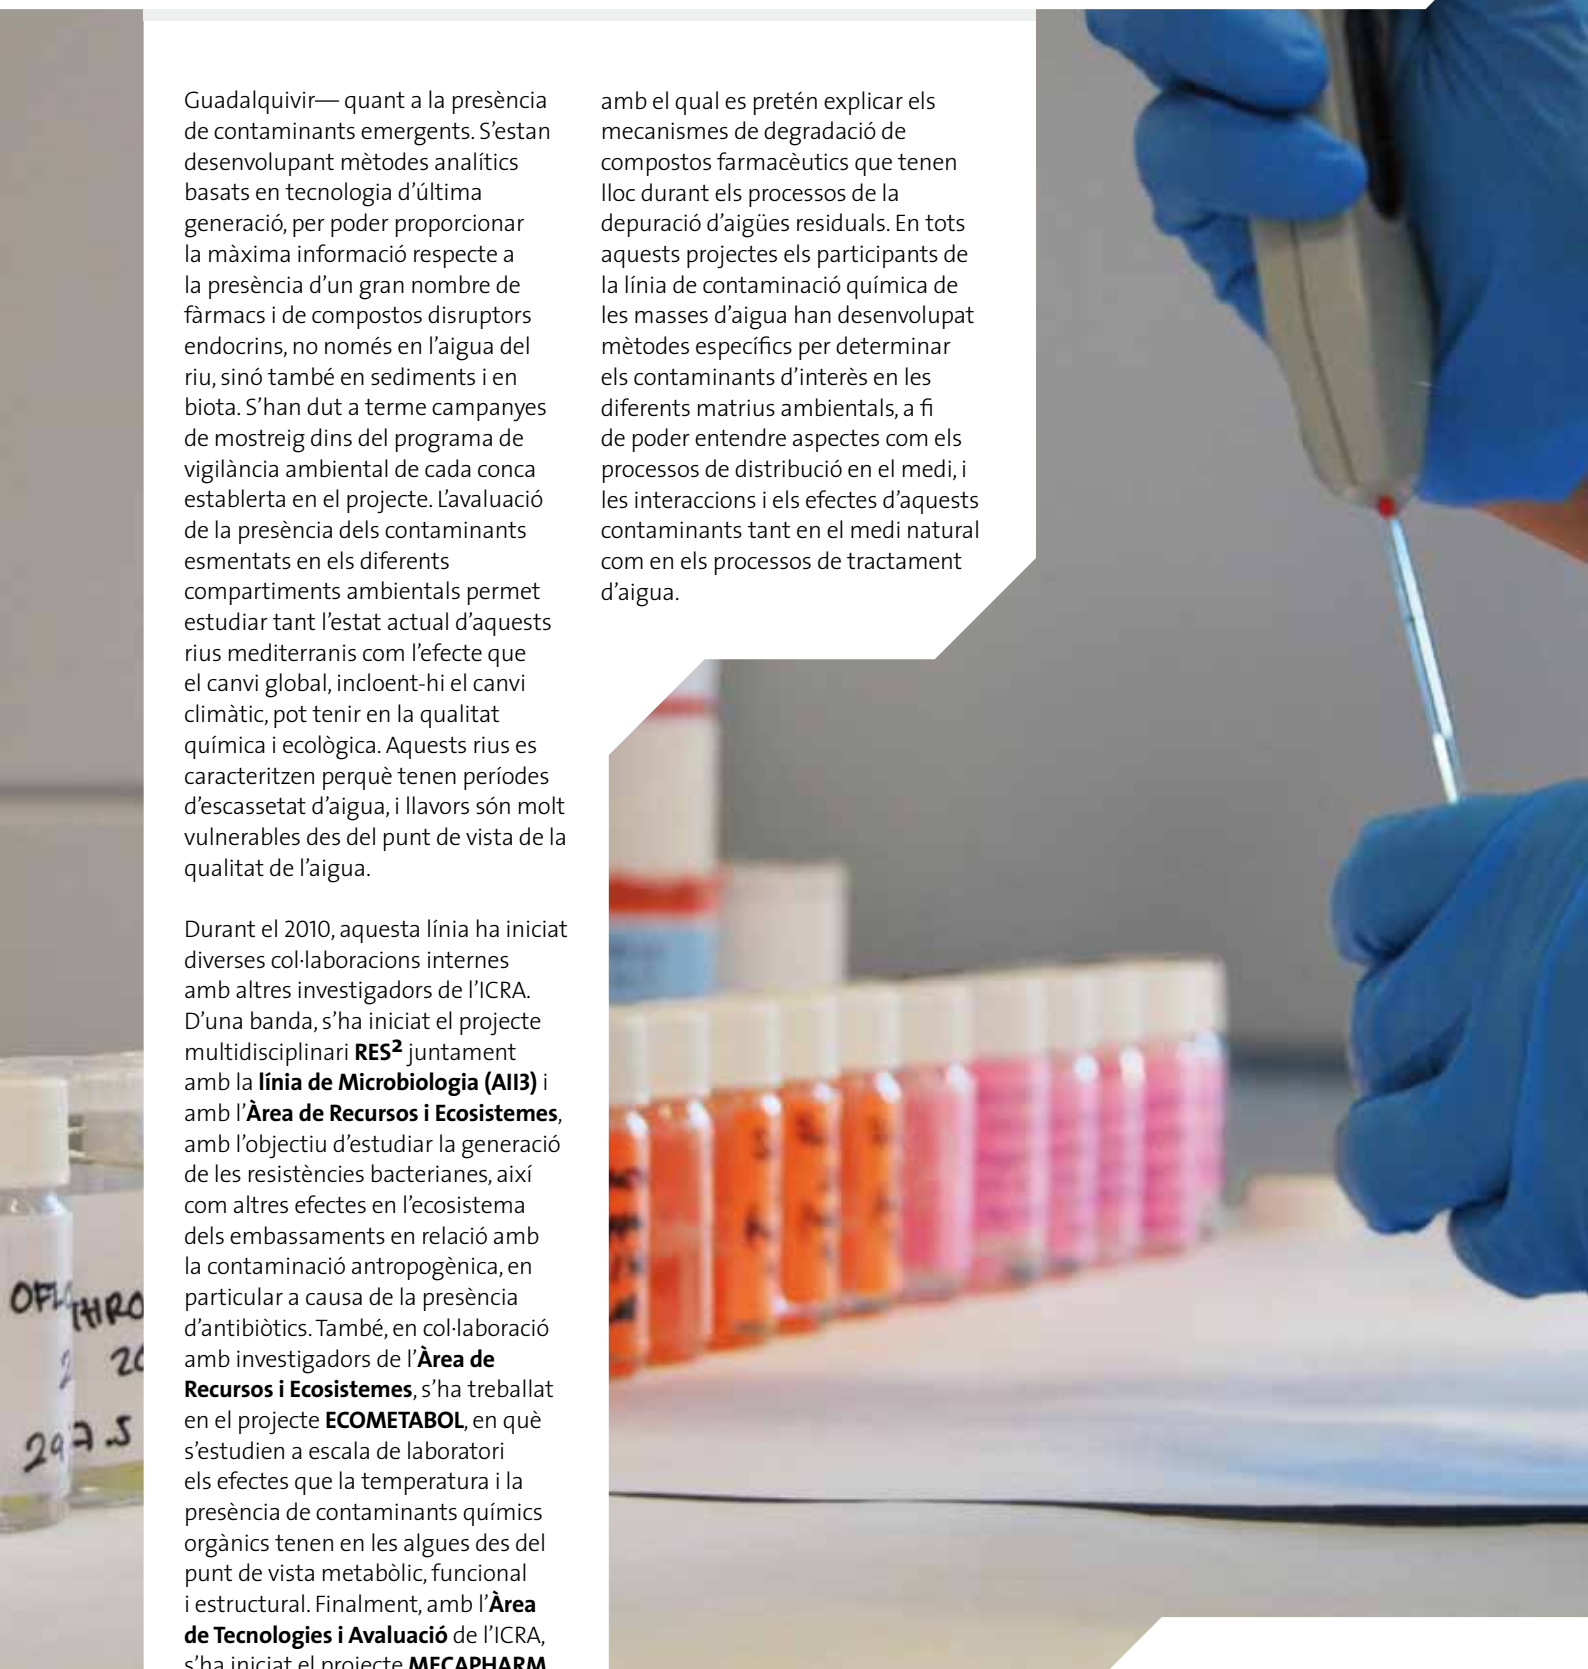 Guadalquivir— quant a la presència
de contaminants emergents. S’estan
desenvolupant mètodes analítics
basats en tecnologia d’última
generació, per poder proporcionar
la màxima informació respecte a
la presència d’un gran nombre de
fàrmacs i de compostos disruptors
endocrins, no només en l’aigua del
riu, sinó també en sediments i en
biota. S’han dut a terme campanyes
de mostreig dins del programa de
vigilància ambiental de cada conca
establerta en el projecte. L’avaluació
de la presència dels contaminants
esmentats en els diferents
compartiments ambientals permet
estudiar tant l’estat actual d’aquests
rius mediterranis com l’efecte que
el canvi global, incloent-hi el canvi
climàtic, pot tenir en la qualitat
química i ecològica. Aquests rius es
caracteritzen perquè tenen períodes
d’escassetat d’aigua, i llavors són molt
vulnerables des del punt de vista de la
qualitat de l’aigua.
Durant el 2010, aquesta línia ha iniciat
diverses col·laboracions internes
amb altres investigadors de l’ICRA.
D’una banda, s’ha iniciat el projecte
multidisciplinari RES² juntament
amb la línia de Microbiologia (AII3) i
amb l’Àrea de Recursos i Ecosistemes,
amb l’objectiu d’estudiar la generació
de les resistències bacterianes, així
com altres efectes en l’ecosistema
dels embassaments en relació amb
la contaminació antropogènica, en
particular a causa de la presència
d’antibiòtics. També, en col·laboració
amb investigadors de l’Àrea de
Recursos i Ecosistemes, s’ha treballat
en el projecte ECOMETABOL, en què
s’estudien a escala de laboratori
els efectes que la temperatura i la
presència de contaminants químics
orgànics tenen en les algues des del
punt de vista metabòlic, funcional
i estructural. Finalment, amb l’Àrea
de Tecnologies i Avaluació de l’ICRA,
s’ha iniciat el projecte MECAPHARM,
amb el qual es pretén explicar els
mecanismes de degradació de
compostos farmacèutics que tenen
lloc durant els processos de la
depuració d’aigües residuals. En tots
aquests projectes els participants de
la línia de contaminació química de
les masses d’aigua han desenvolupat
mètodes específics per determinar
els contaminants d’interès en les
diferents matrius ambientals, a fi
de poder entendre aspectes com els
processos de distribució en el medi, i
les interaccions i els efectes d’aquests
contaminants tant en el medi natural
com en els processos de tractament
d’aigua.
OFL
THRO
20
297.5